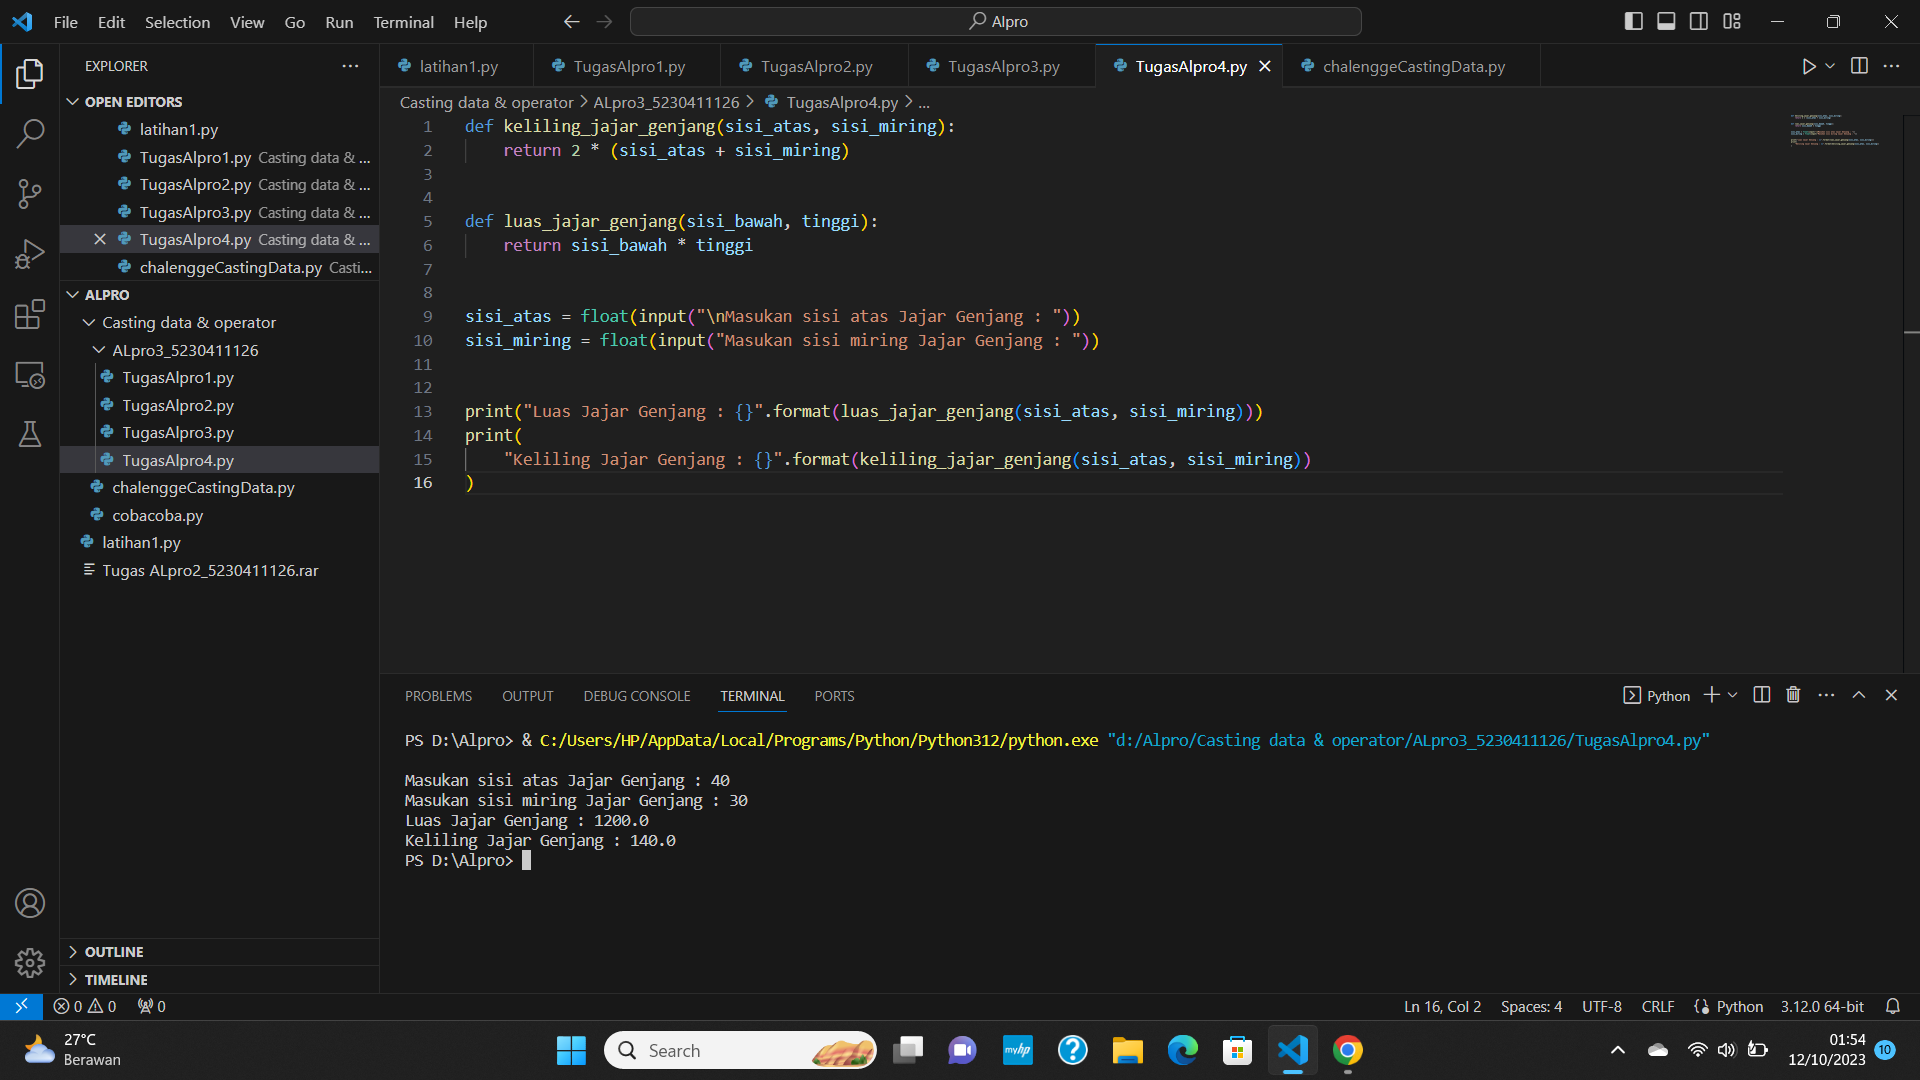 File Edit Selection View Go Run Terminal Help
Alpro
EXPLORER
OPEN EDITORS
latihan1.py
TugasAlpro1.py Casting data & ...
TugasAlpro2.py Casting data & ...
TugasAlpro3.py Casting data & ...
TugasAlpro4.py Casting data & ...
chalenggeCastingData.py Casti...
ALPRO
Casting data & operator
ALpro3_5230411126
TugasAlpro1.py
TugasAlpro2.py
TugasAlpro3.py
TugasAlpro4.py
chalenggeCastingData.py
cobacoba.py
latihan1.py
Tugas ALpro2_5230411126.rar
OUTLINE
TIMELINE
latihan1.py TugasAlpro1.py TugasAlpro2.py TugasAlpro3.py TugasAlpro4.py chalenggeCastingData.py
Casting data & operator > ALpro3_5230411126 > TugasAlpro4.py > ...
1 def keliling_jajar_genjang(sisi_atas, sisi_miring):
2     return 2 * (sisi_atas + sisi_miring)
3
4
5 def luas_jajar_genjang(sisi_bawah, tinggi):
6     return sisi_bawah * tinggi
7
8
9 sisi_atas = float(input("\nMasukan sisi atas Jajar Genjang : "))
10 sisi_miring = float(input("Masukan sisi miring Jajar Genjang : "))
11
12
13 print("Luas Jajar Genjang : {}".format(luas_jajar_genjang(sisi_atas, sisi_miring)))
14 print(
15     "Keliling Jajar Genjang : {}".format(keliling_jajar_genjang(sisi_atas, sisi_miring))
16 )
PROBLEMS OUTPUT DEBUG CONSOLE TERMINAL PORTS
Python
PS D:\Alpro> & C:/Users/HP/AppData/Local/Programs/Python/Python312/python.exe "d:/Alpro/Casting data & operator/ALpro3_5230411126/TugasAlpro4.py"
Masukan sisi atas Jajar Genjang : 40
Masukan sisi miring Jajar Genjang : 30
Luas Jajar Genjang : 1200.0
Keliling Jajar Genjang : 140.0
PS D:\Alpro>
0 0 0
Ln 16, Col 2 Spaces: 4 UTF-8 CRLF Python 3.12.0 64-bit
27°C
Berawan
Search
myhp
01:54
12/10/2023
10